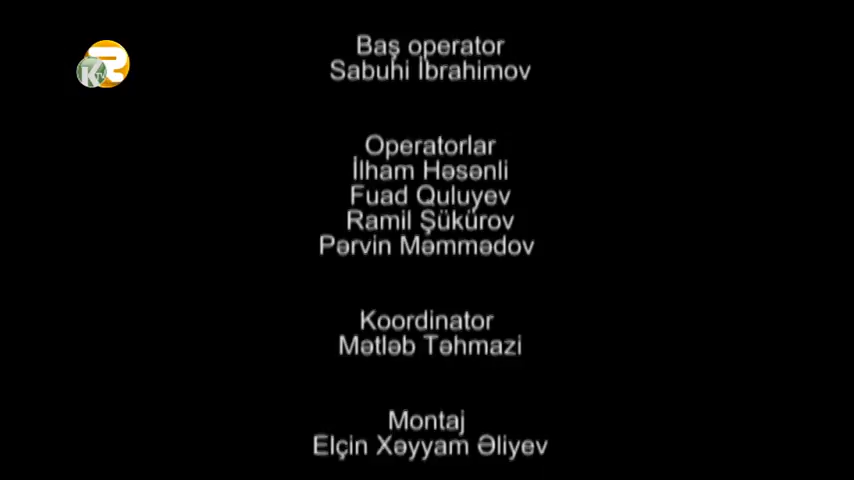 Baş operator
Sabuhi İbrahimov
Operatorlar
İlham Həsənli
Fuad Quluyev
Ramil Şükürov
Pərvin Məmmədov
Koordinator
Mətləb Təhmazi
Montaj
Elçin Xəyyam Əliyev
K TV